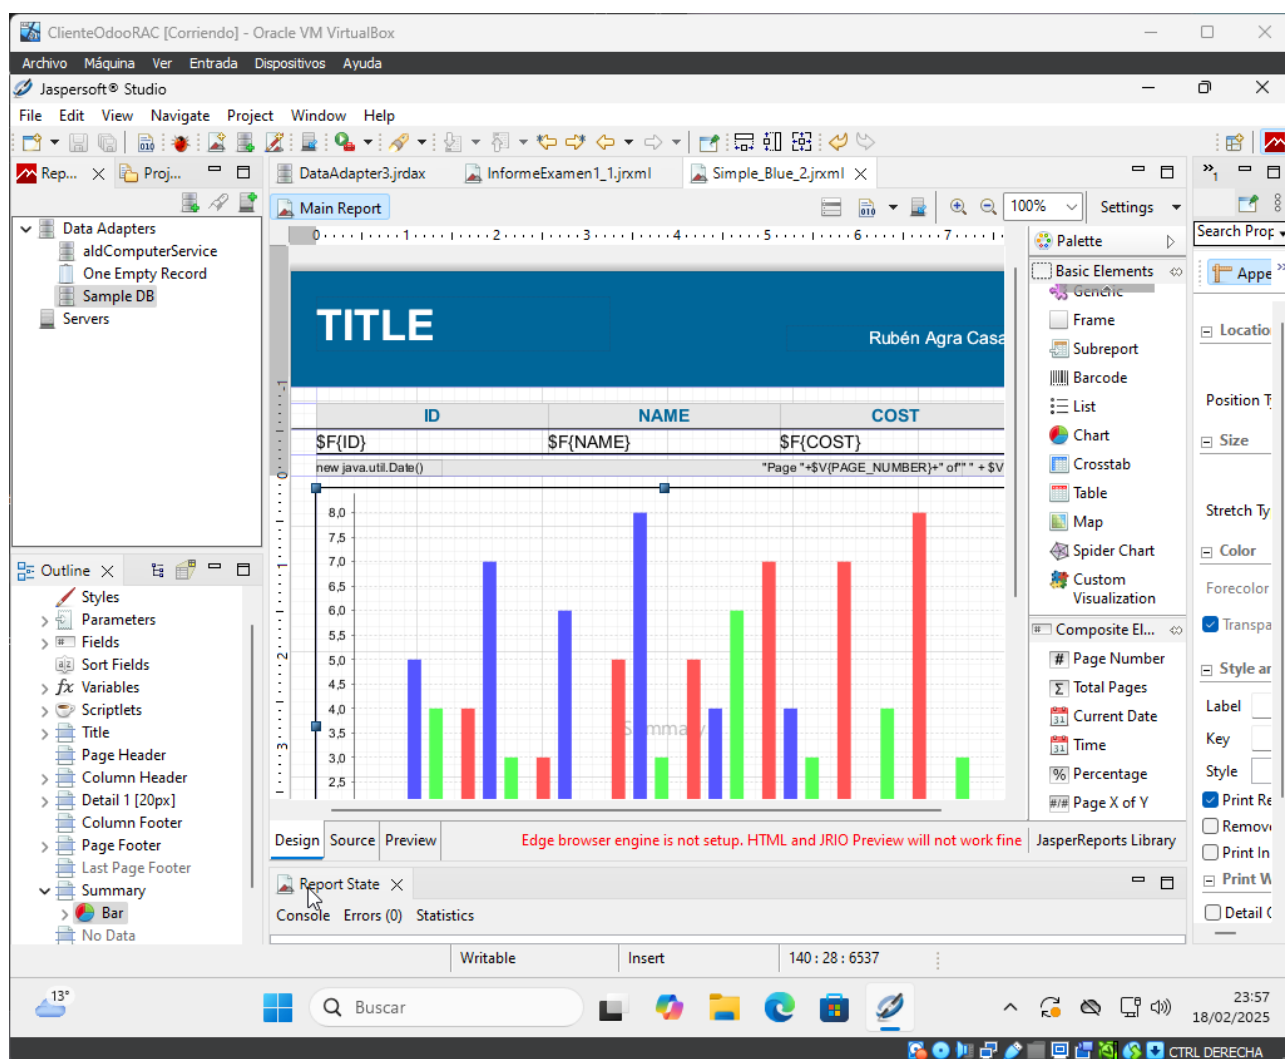 ClienteOdooRAC [Corriendo] - Oracle VM VirtualBox
Archivo Máquina Ver Entrada Dispositivos Ayuda
Jaspersoft® Studio
File Edit View Navigate Project Window Help
Rep... Proj...
DataAdapter3.jrdax InformeExamen1_1.jrxml Simple_Blue_2.jrxml
Main Report 100% Settings
Search Prop
Data Adapters
aldComputerService
One Empty Record
Sample DB
Servers
0 1 2 3 4 5 6 7
Palette
Basic Elements
Appe
Generic
Frame
Subreport
Barcode
List
Chart
Crosstab
Table
Map
Spider Chart
Custom
Visualization
Composite El...
Page Number
Total Pages
Current Date
Time
Percentage
Page X of Y
TITLE
Rubén Agra Casa
ID NAME COST
$F{ID} $F{NAME} $F{COST}
new java.util.Date() "Page "+$V{PAGE_NUMBER}+" of"" " + $V
8,0
7,5
7,0
6,5
6,0
5,5
5,0
4,5
4,0
3,5
3,0
2,5
Summary
Locatio
Position T
Size
Stretch Ty
Color
Forecolor
Transpa
Style ar
Label
Key
Style
Print Re
Remov
Print In
Print W
Detail
Outline
Styles
Parameters
Fields
Sort Fields
Variables
Scriptlets
Title
Page Header
Column Header
Detail 1 [20px]
Column Footer
Page Footer
Last Page Footer
Summary
Bar
No Data
Design Source Preview Edge browser engine is not setup. HTML and JRIO Preview will not work fine JasperReports Library
Report State
Console Errors (0) Statistics
Writable Insert 140 : 28 : 6537
13°
Buscar
23:57
18/02/2025
CTRL DERECHA